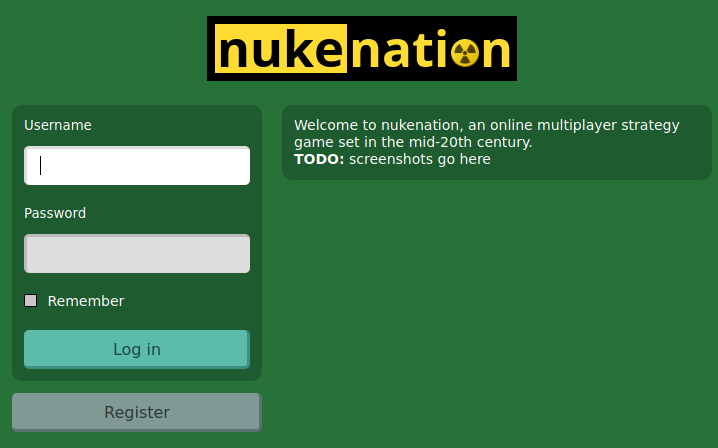 nukenati☢n
Username
Password
Remember
Log in
Register
Welcome to nukenation, an online multiplayer strategy
game set in the mid-20th century.
TODO: screenshots go here